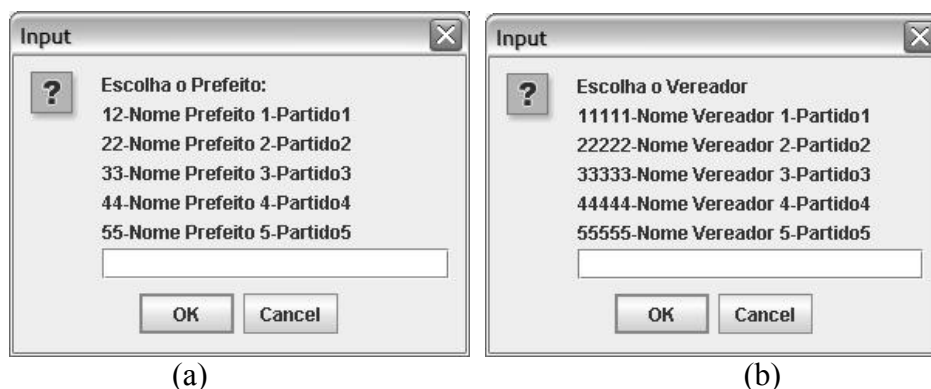 Input
Escolha o Prefeito:
12-Nome Prefeito 1-Partido1
22-Nome Prefeito 2-Partido2
33-Nome Prefeito 3-Partido3
44-Nome Prefeito 4-Partido4
55-Nome Prefeito 5-Partido5
OK Cancel
(a)
Input
Escolha o Vereador
11111-Nome Vereador 1-Partido1
22222-Nome Vereador 2-Partido2
33333-Nome Vereador 3-Partido3
44444-Nome Vereador 4-Partido4
55555-Nome Vereador 5-Partido5
OK Cancel
(b)